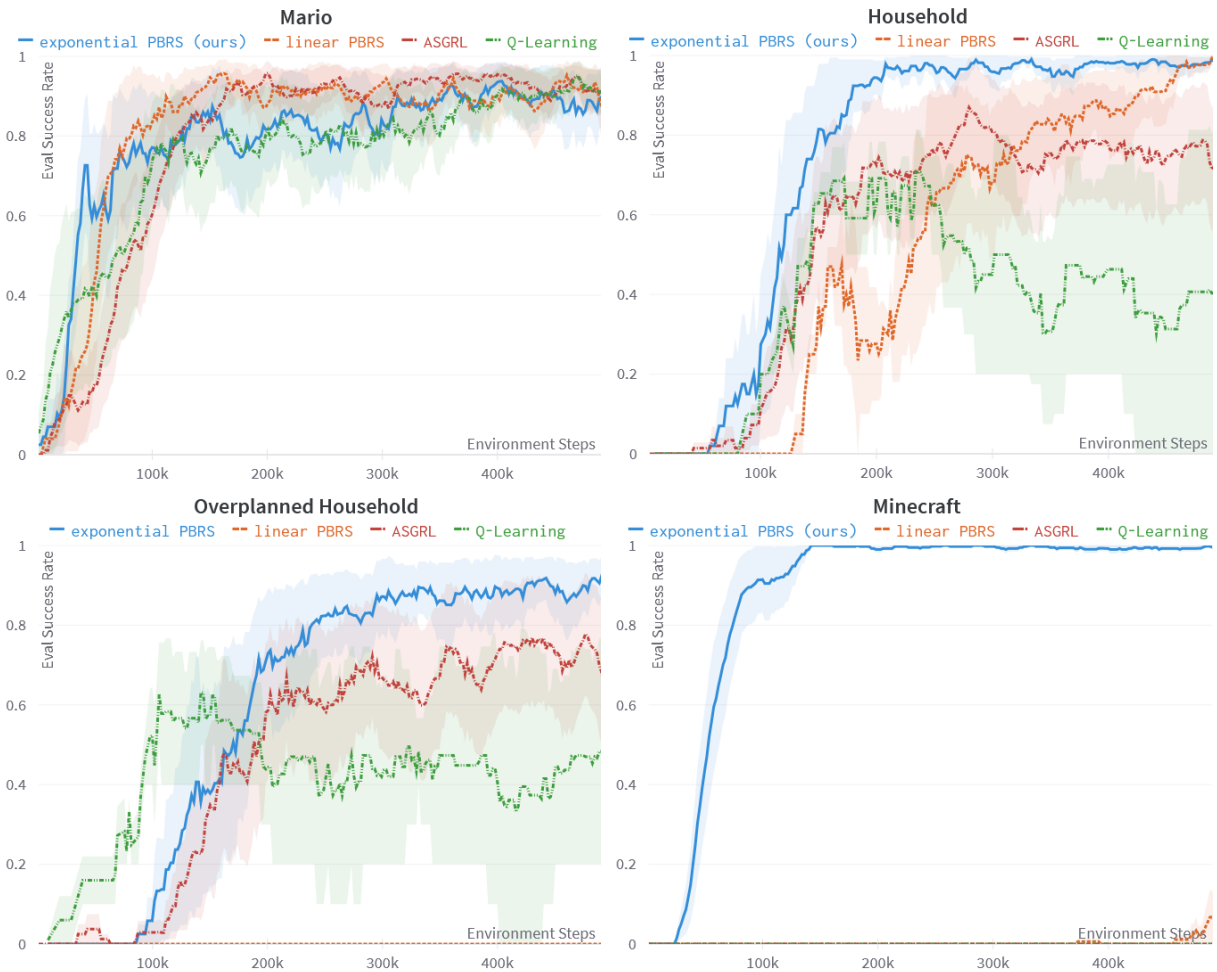 Mario
exponential PBRS (ours) linear PBRS ASGRL Q-Learning
Eval Success Rate
1
0.8
0.6
0.4
0.2
0
Environment Steps
100k 200k 300k 400k
Household
exponential PBRS (ours) linear PBRS ASGRL Q-Learning
Eval Success Rate
1
0.8
0.6
0.4
0.2
0
Environment Steps
100k 200k 300k 400k
Overplanned Household
exponential PBRS linear PBRS ASGRL Q-Learning
Eval Success Rate
1
0.8
0.6
0.4
0.2
0
Environment Steps
100k 200k 300k 400k
Minecraft
exponential PBRS (ours) linear PBRS ASGRL Q-Learning
Eval Success Rate
1
0.8
0.6
0.4
0.2
0
Environment Steps
100k 200k 300k 400k